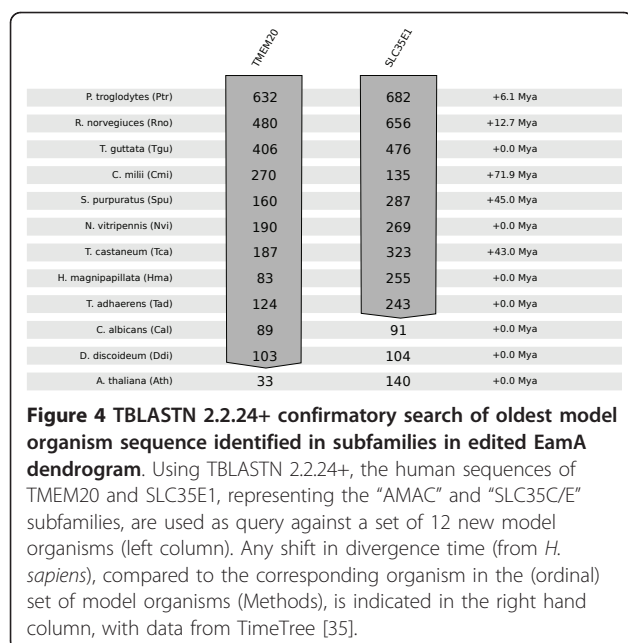 TMEM20 SLC35E1
P. troglodytes (Ptr) 632 682 +6.1 Mya
R. norvegiuces (Rno) 480 656 +12.7 Mya
T. guttata (Tgu) 406 476 +0.0 Mya
C. milii (Cmi) 270 135 +71.9 Mya
S. purpuratus (Spu) 160 287 +45.0 Mya
N. vitripennis (Nvi) 190 269 +0.0 Mya
T. castaneum (Tca) 187 323 +43.0 Mya
H. magnipapillata (Hma) 83 255 +0.0 Mya
T. adhaerens (Tad) 124 243 +0.0 Mya
C. albicans (Cal) 89 91 +0.0 Mya
D. discoideum (Ddi) 103 104 +0.0 Mya
A. thaliana (Ath) 33 140 +0.0 Mya
Figure 4 TBLASTN 2.2.24+ confirmatory search of oldest model
organism sequence identified in subfamilies in edited EamA
dendrogram. Using TBLASTN 2.2.24+, the human sequences of
TMEM20 and SLC35E1, representing the “AMAC” and “SLC35C/E”
subfamilies, are used as query against a set of 12 new model
organisms (left column). Any shift in divergence time (from H.
sapiens), compared to the corresponding organism in the (ordinal)
set of model organisms (Methods), is indicated in the right hand
column, with data from TimeTree [35].